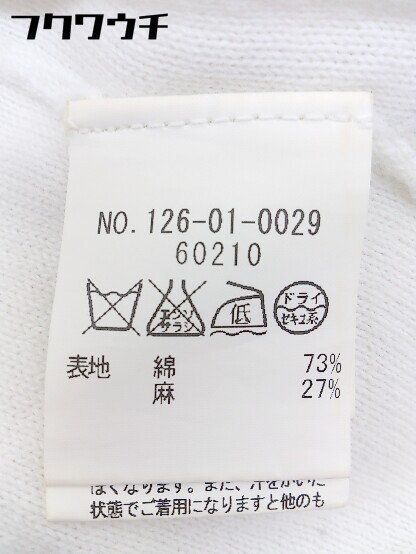 フクワウチ
NO. 126-01-0029
60210
エンソ サラシ
低
ドライ
セキユ系
表地 綿 73%
麻 27%
はくなります。また、汗をかいた
状態でご着用になりますと他のも